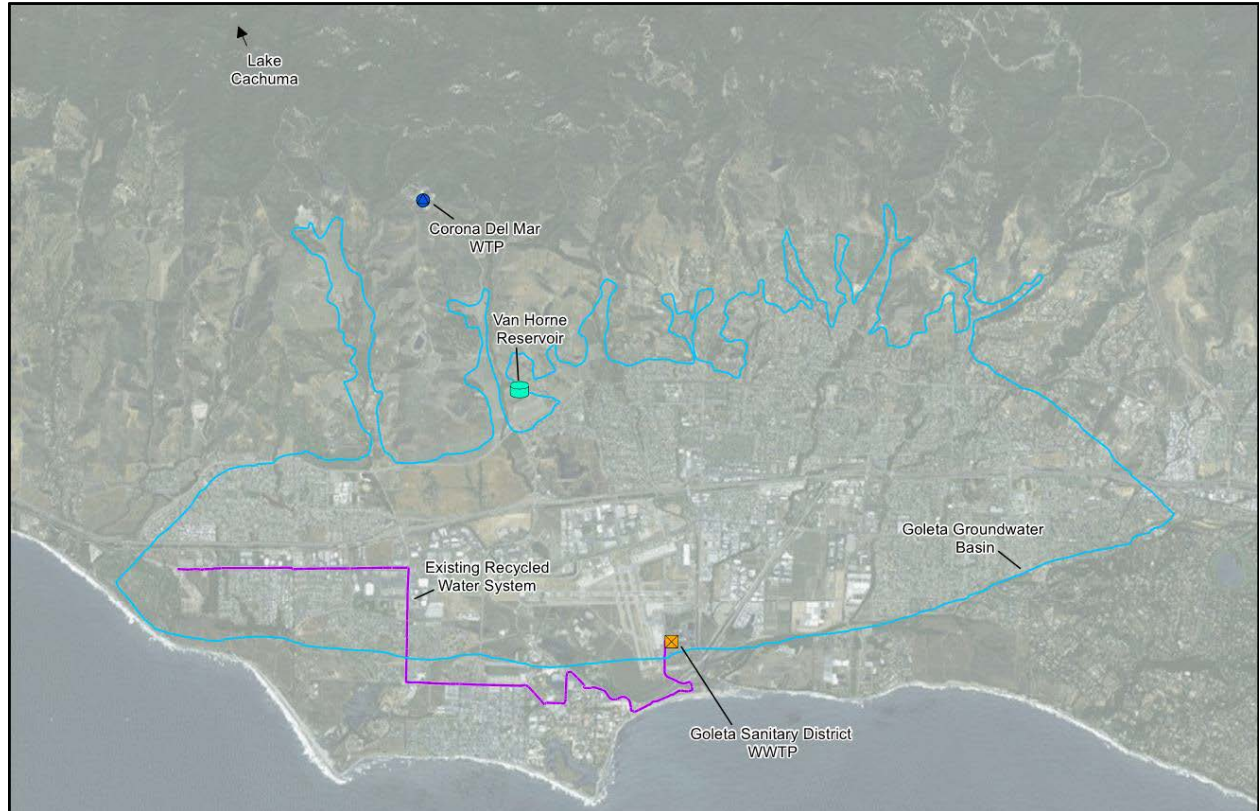 Lake
Cachuma
Corona Del Mar
WTP
Van Horne
Reservoir
Goleta Groundwater
Basin
Existing Recycled
Water System
Goleta Sanitary District
WWTP